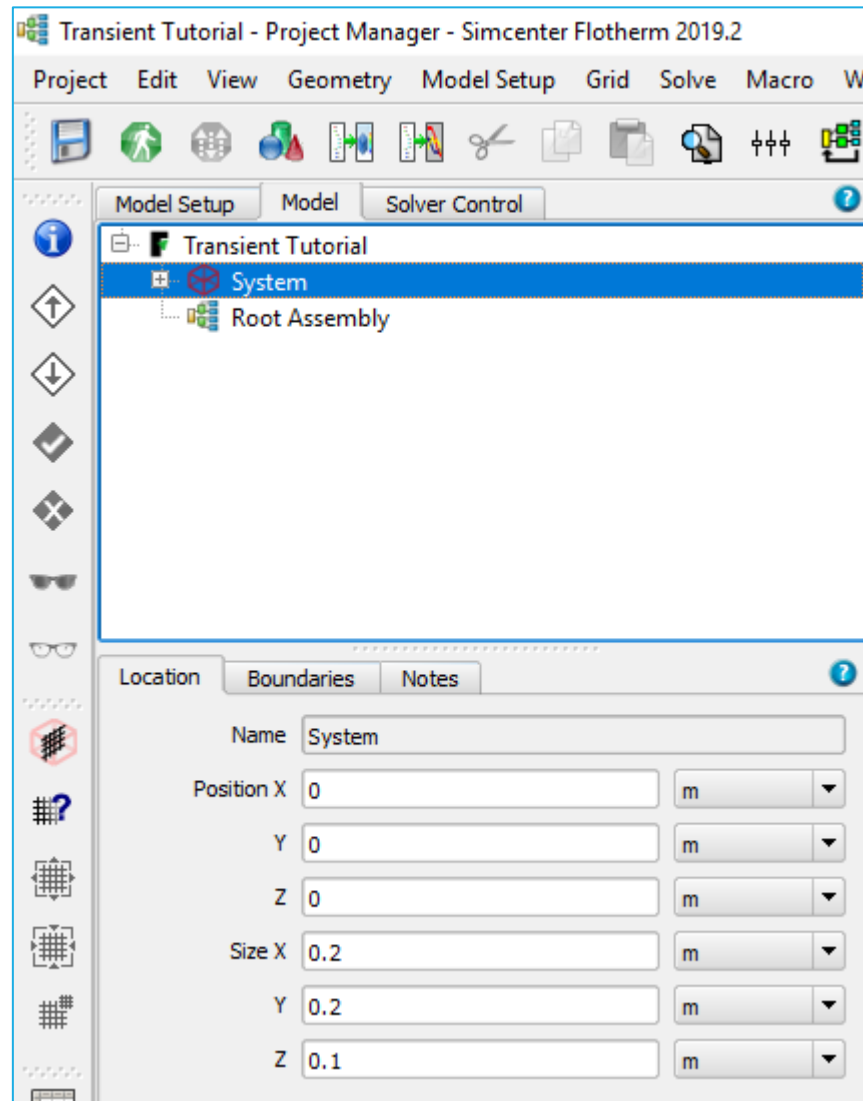 Transient Tutorial - Project Manager - Simcenter Flotherm 2019.2
Project Edit View Geometry Model Setup Grid Solve Macro W
Model Setup Model Solver Control ?
Transient Tutorial
System
Root Assembly
Location Boundaries Notes ?
Name System
Position X 0 m
Y 0 m
Z 0 m
Size X 0.2 m
Y 0.2 m
Z 0.1 m